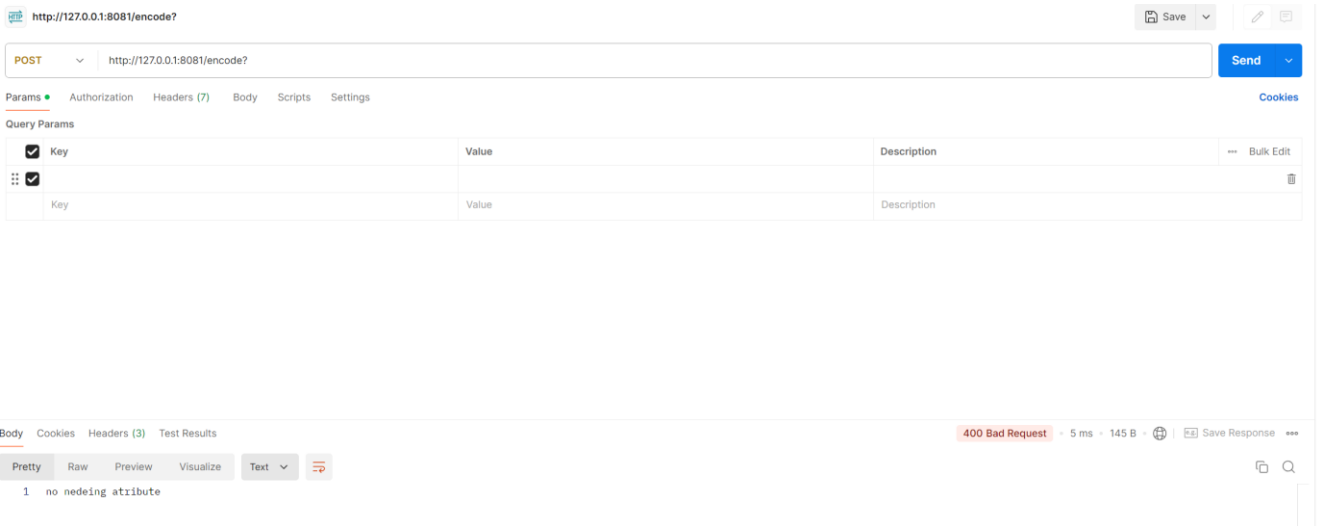 HTTP http://127.0.0.1:8081/encode? Save
POST http://127.0.0.1:8081/encode? Send
Params Authorization Headers (7) Body Scripts Settings Cookies
Query Params
Key Value Description Bulk Edit
Key Value Description
Body Cookies Headers (3) Test Results 400 Bad Request 5 ms 145 B Save Response
Pretty Raw Preview Visualize Text
1 no nedeing atribute